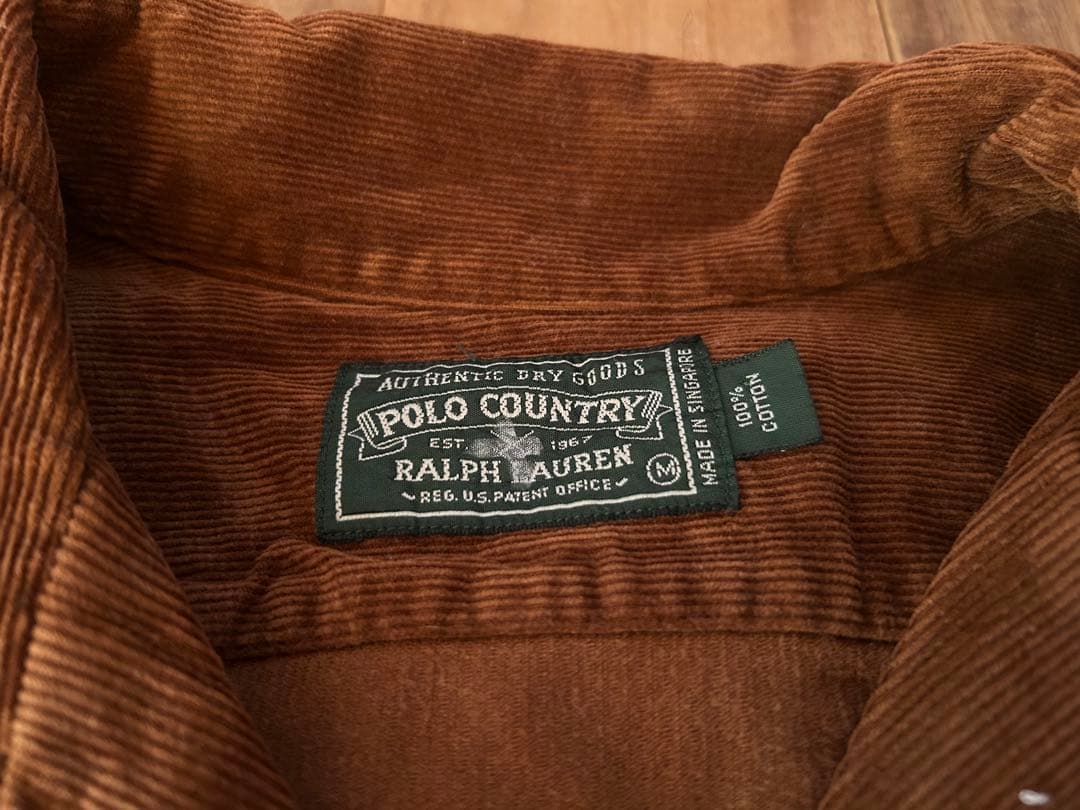 AUTHENTIC DRY GOODS
POLO COUNTRY
EST. 1967
RALPH LAUREN
REG. U.S. PATENT OFFICE
M
MADE IN SINGAPORE
100%
COTTON